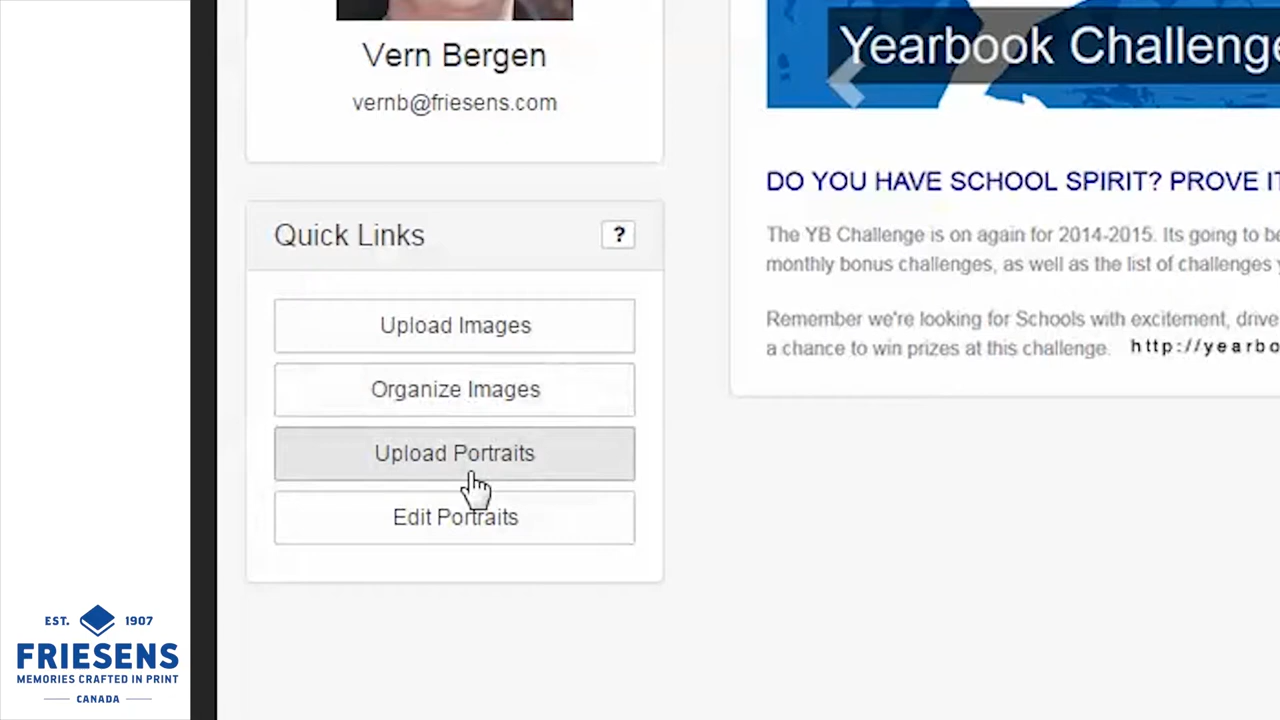 Vern Bergen
vernb@friesens.com
Quick Links
?
Upload Images
Organize Images
Upload Portraits
Edit Portraits
Yearbook Challenge
DO YOU HAVE SCHOOL SPIRIT? PROVE IT
The YB Challenge is on again for 2014-2015. Its going to be
monthly bonus challenges, as well as the list of challenges
Remember we're looking for Schools with excitement, drive
a chance to win prizes at this challenge. http://yearbo
EST. 1907
FRIESENS
MEMORIES CRAFTED IN PRINT
CANADA